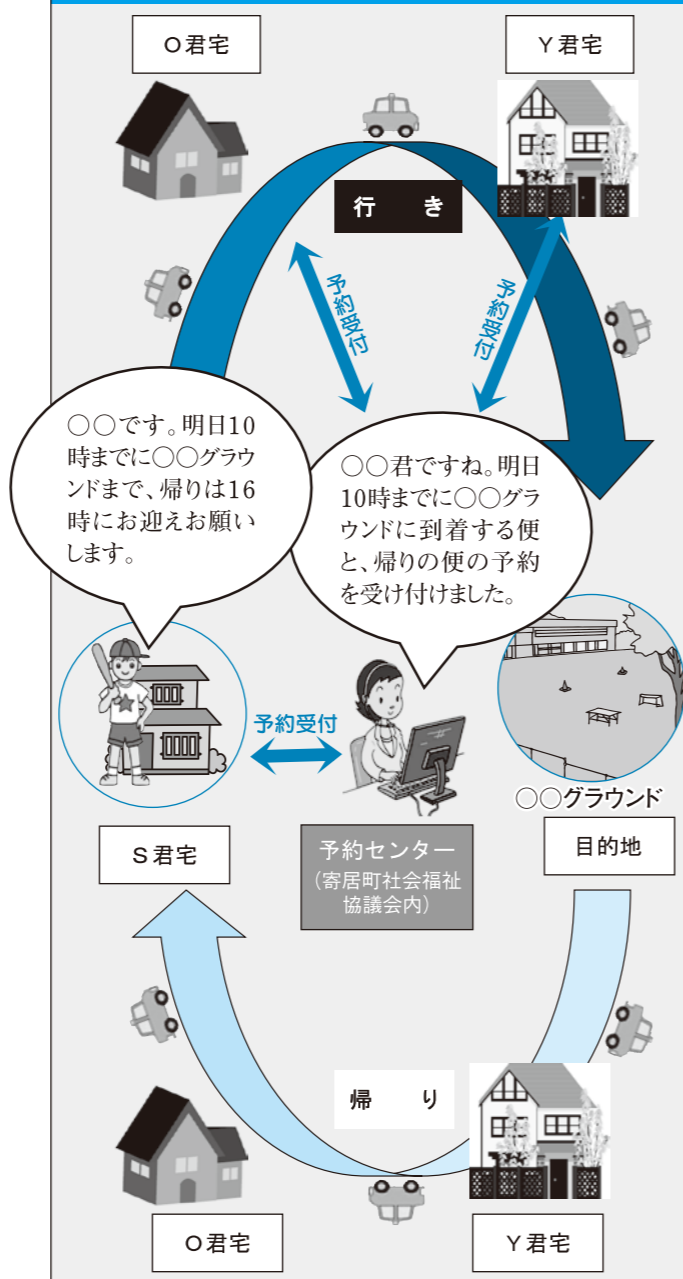 O君宅
Y君宅
行 き
予約受付
予約受付
○○です。明日10
時までに○○グラウ
ンドまで、帰りは16
時にお迎えお願い
します。
○○君ですね。明日
10時までに○○グラ
ウンドに到着する便
と、帰りの便の予約
を受け付けました。
予約受付
○○グラウンド
S君宅
予約センター
(寄居町社会福祉
協議会内)
目的地
帰 り
O君宅
Y君宅